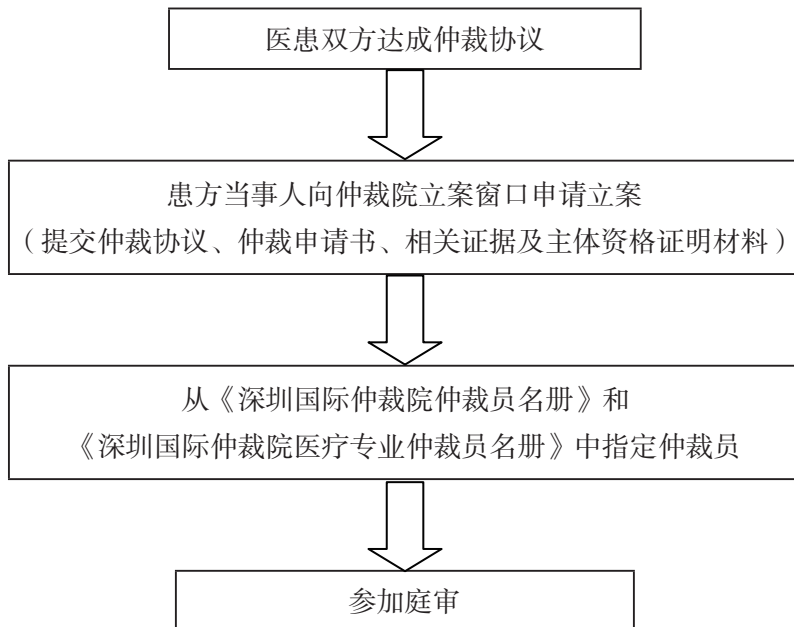 医患双方达成仲裁协议
患方当事人向仲裁院立案窗口申请立案
（提交仲裁协议、仲裁申请书、相关证据及主体资格证明材料）
从《深圳国际仲裁院仲裁员名册》和
《深圳国际仲裁院医疗专业仲裁员名册》中指定仲裁员
参加庭审